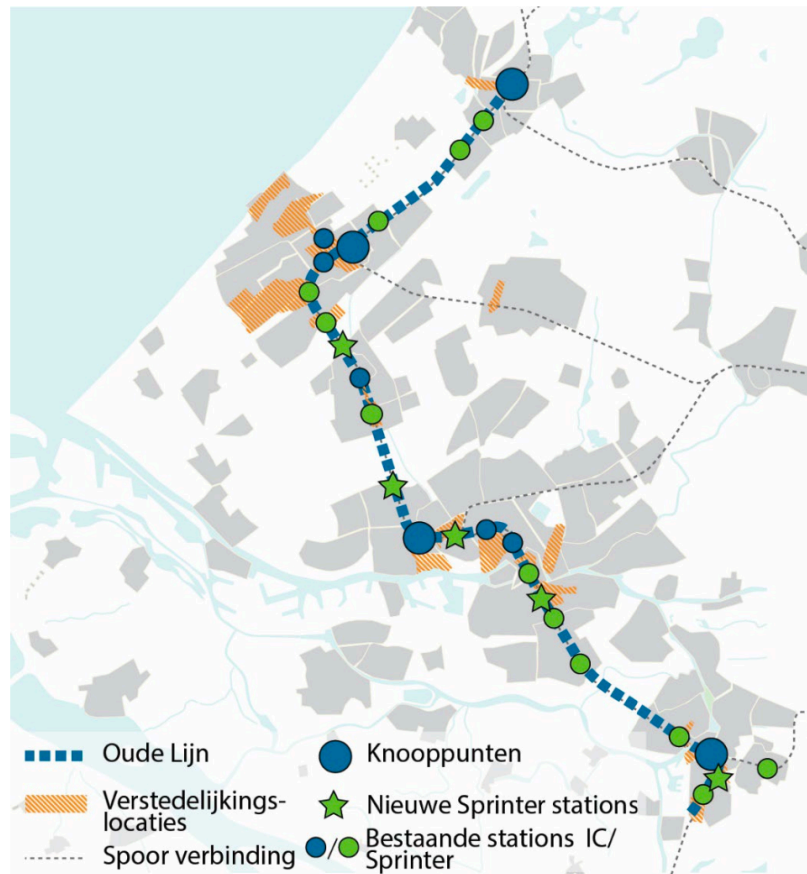 Oude Lijn
Knooppunten
Verstedelijkings-
locaties
Nieuwe Sprinter stations
Spoor verbinding
/
Bestaande stations IC/
Sprinter